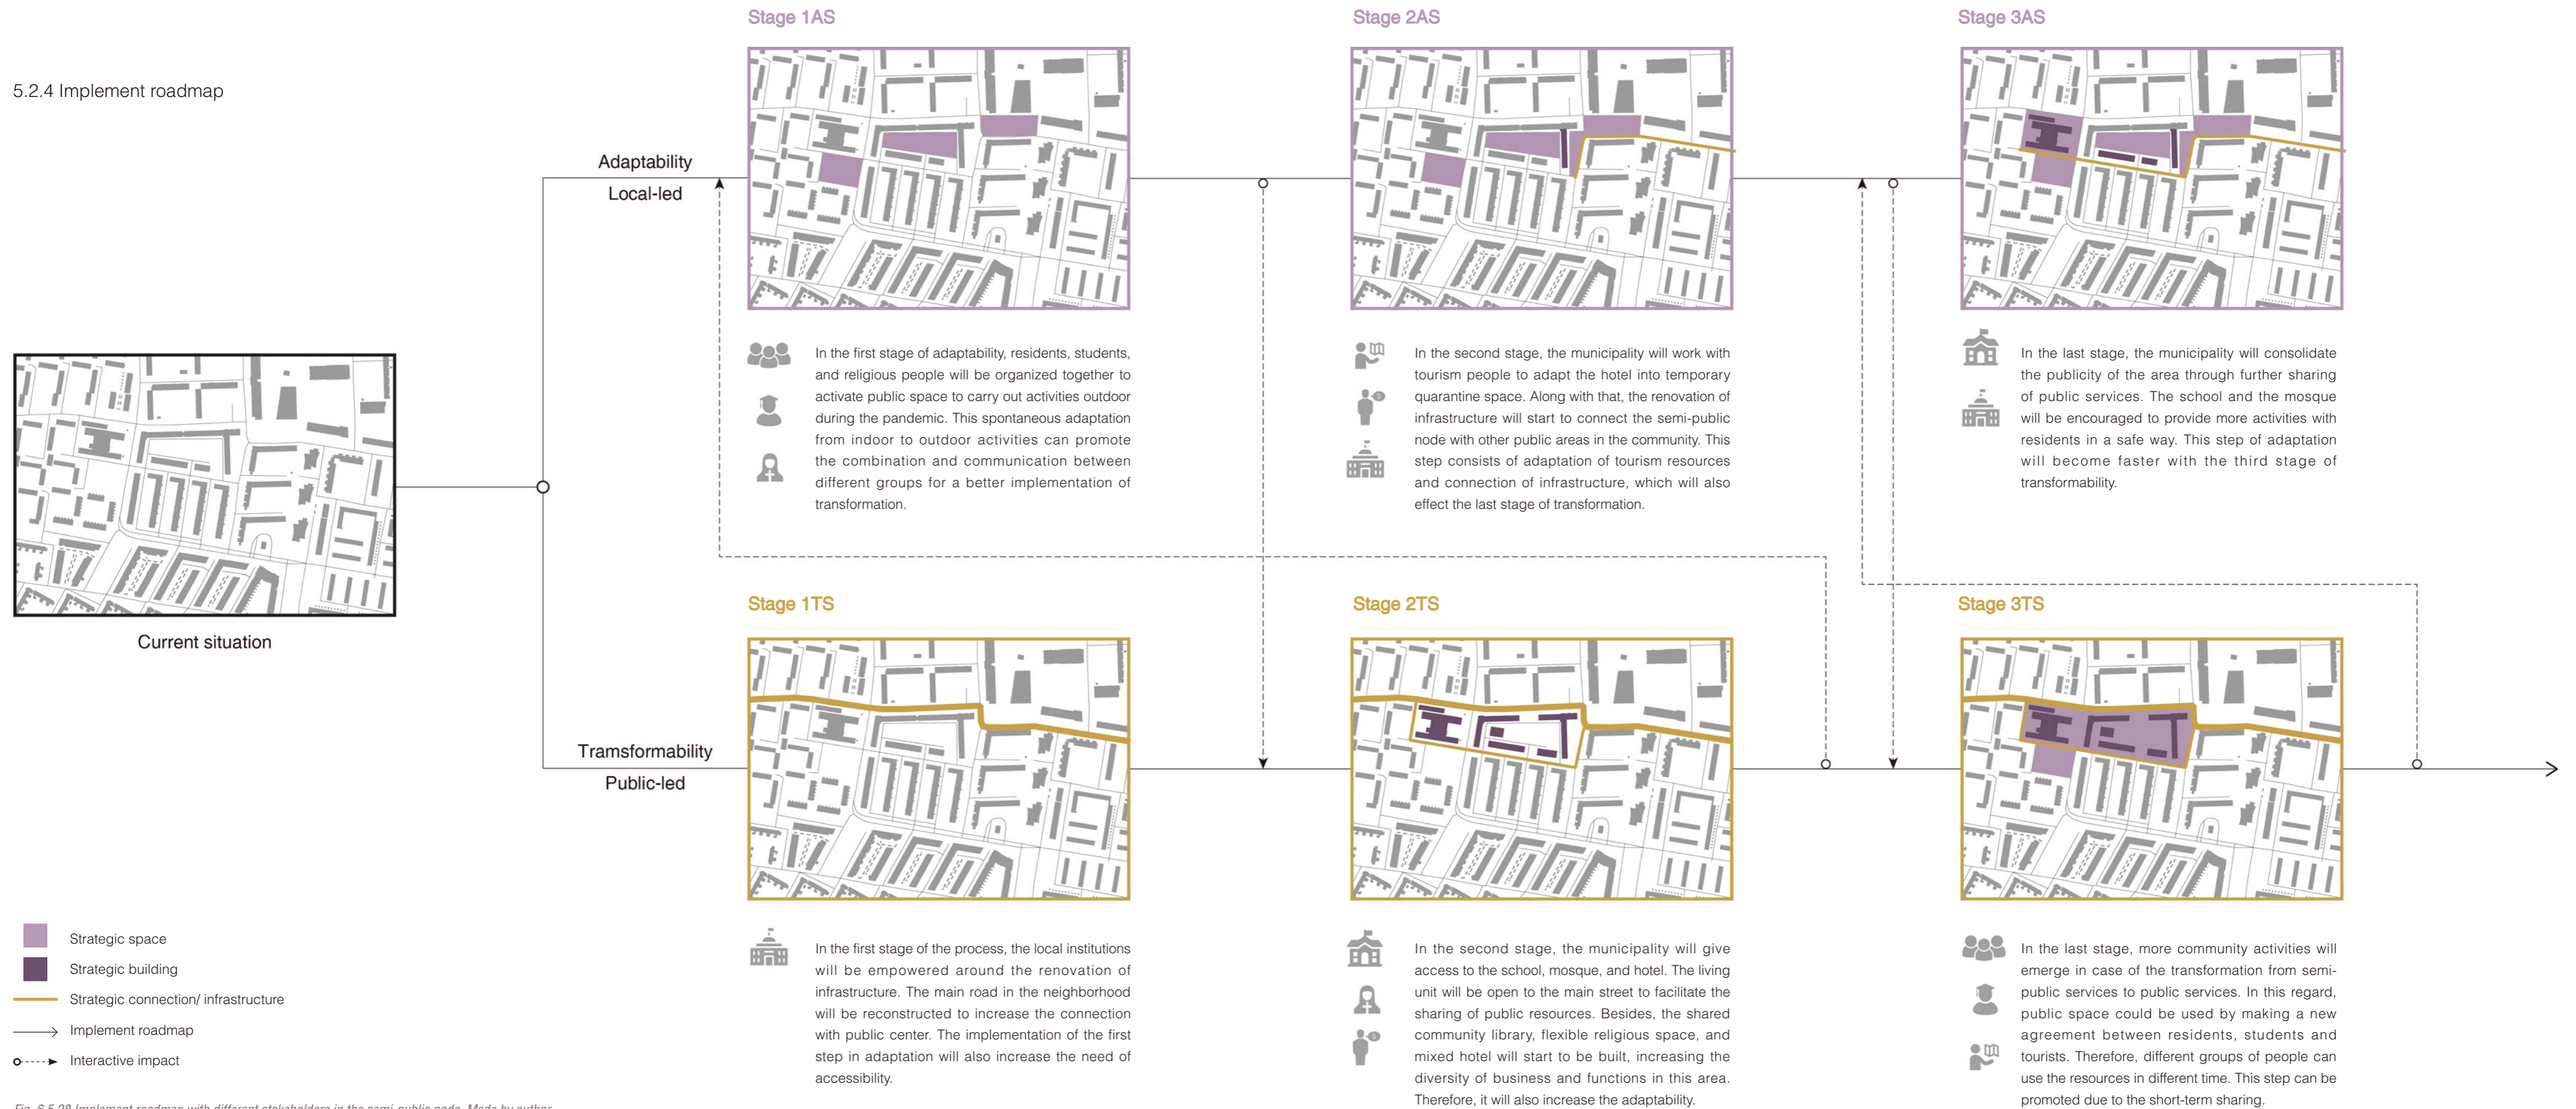 5.2.4 Implement roadmap
Current situation
Adaptability
Local-led
Tramsformability
Public-led
Stage 1AS
In the first stage of adaptability, residents, students,
and religious people will be organized together to
activate public space to carry out activities outdoor
during the pandemic. This spontaneous adaptation
from indoor to outdoor activities can promote
the combination and communication between
different groups for a better implementation of
transformation.
Stage 2AS
In the second stage, the municipality will work with
tourism people to adapt the hotel into temporary
quarantine space. Along with that, the renovation of
infrastructure will start to connect the semi-public
node with other public areas in the community. This
step consists of adaptation of tourism resources
and connection of infrastructure, which will also
effect the last stage of transformation.
Stage 3AS
In the last stage, the municipality will consolidate
the publicity of the area through further sharing
of public services. The school and the mosque
will be encouraged to provide more activities with
residents in a safe way. This step of adaptation
will become faster with the third stage of
transformability.
Stage 1TS
In the first stage of the process, the local institutions
will be empowered around the renovation of
infrastructure. The main road in the neighborhood
will be reconstructed to increase the connection
with public center. The implementation of the first
step in adaptation will also increase the need of
accessibility.
Stage 2TS
In the second stage, the municipality will give
access to the school, mosque, and hotel. The living
unit will be open to the main street to facilitate the
sharing of public resources. Besides, the shared
community library, flexible religious space, and
mixed hotel will start to be built, increasing the
diversity of business and functions in this area.
Therefore, it will also increase the adaptability.
Stage 3TS
In the last stage, more community activities will
emerge in case of the transformation from semi-
public services to public services. In this regard,
public space could be used by making a new
agreement between residents, students and
tourists. Therefore, different groups of people can
use the resources in different time. This step can be
promoted due to the short-term sharing.
Strategic space
Strategic building
Strategic connection/ infrastructure
Implement roadmap
Interactive impact
Fig. 6.5.28 Implement roadmap with different stakeholders in the semi-public node. Made by author